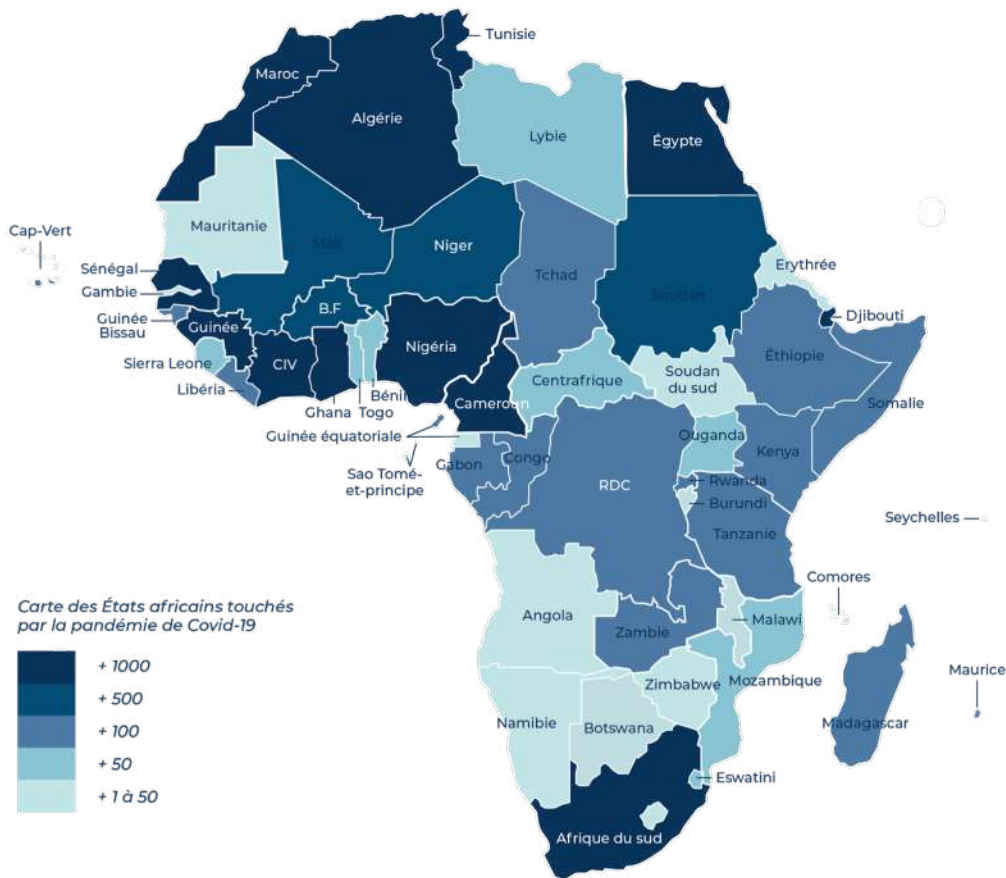 Tunisie
Maroc
Algérie
Lybie
Égypte
Mauritanie
Cap-Vert
Mali
Niger
Tchad
Soudan
Erythrée
Sénégal
Gambie
Guinée
Bissau
Guinée
B.F
Nigéria
Djibouti
Éthiopie
Sierra Leone
CIV
Libéria
Ghana
Togo
Bénin
Cameroun
Centrafrique
Soudan
du sud
Somalie
Guinée équatoriale
Sao Tomé-
et-principe
Gabon
Congo
RDC
Ouganda
Kenya
Rwanda
Burundi
Tanzanie
Seychelles
Comores
Angola
Zambie
Malawi
Mozambique
Zimbabwe
Namibie
Botswana
Madagascar
Maurice
Eswatini
Afrique du sud
Carte des États africains touchés
par la pandémie de Covid-19
+ 1000
+ 500
+ 100
+ 50
+ 1 à 50